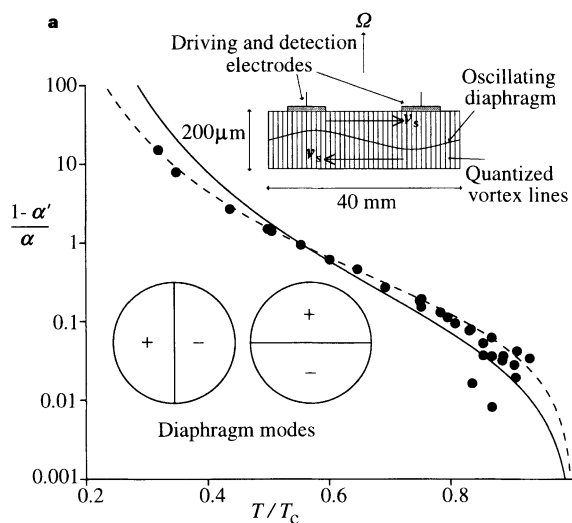 a
Ω
Driving and detection
electrodes
Oscillating
diaphragm
200μm
v_s
v_s
Quantized
vortex lines
40 mm
100
10
1
0.1
0.01
0.001
1-α′
α
+ −
+
−
Diaphragm modes
0.2 0.4 0.6 0.8
T/T_c